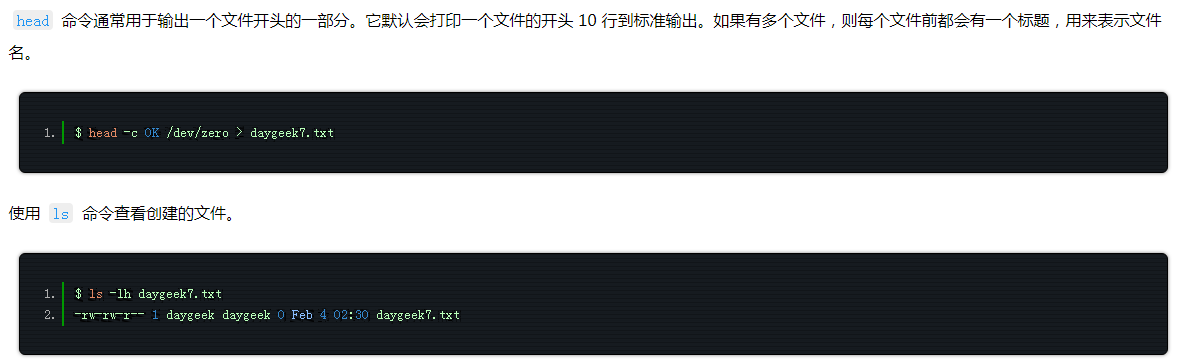 head 命令通常用于输出一个文件开头的一部分。它默认会打印一个文件的开头 10 行到标准输出。如果有多个文件，则每个文件前都会有一个标题，用来表示文件
名。
1. $ head -c 0K /dev/zero > daygeek7.txt
使用 ls 命令查看创建的文件。
1. $ ls -lh daygeek7.txt
2. -rw-rw-r-- 1 daygeek daygeek 0 Feb 4 02:30 daygeek7.txt